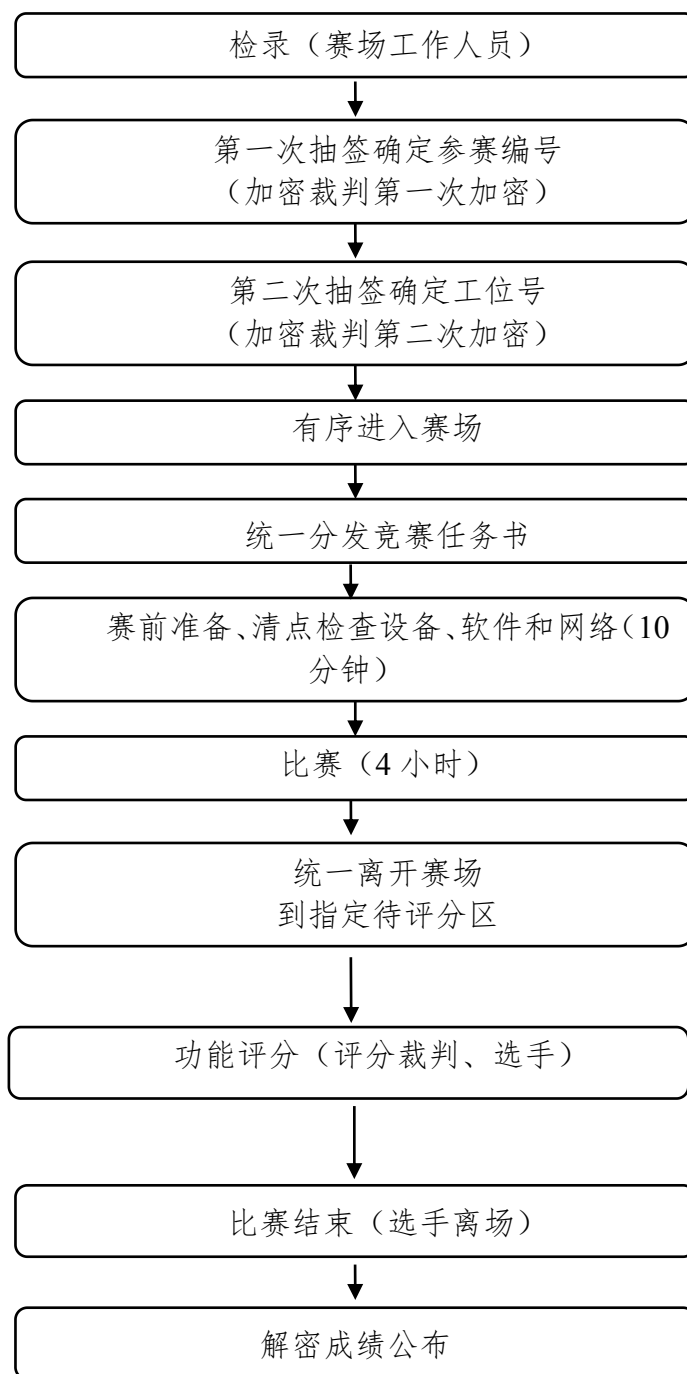 检录（赛场工作人员）
第一次抽签确定参赛编号
（加密裁判第一次加密）
第二次抽签确定工位号
（加密裁判第二次加密）
有序进入赛场
统一分发竞赛任务书
赛前准备、清点检查设备、软件和网络（10
分钟）
比赛（4 小时）
统一离开赛场
到指定待评分区
功能评分（评分裁判、选手）
比赛结束（选手离场）
解密成绩公布